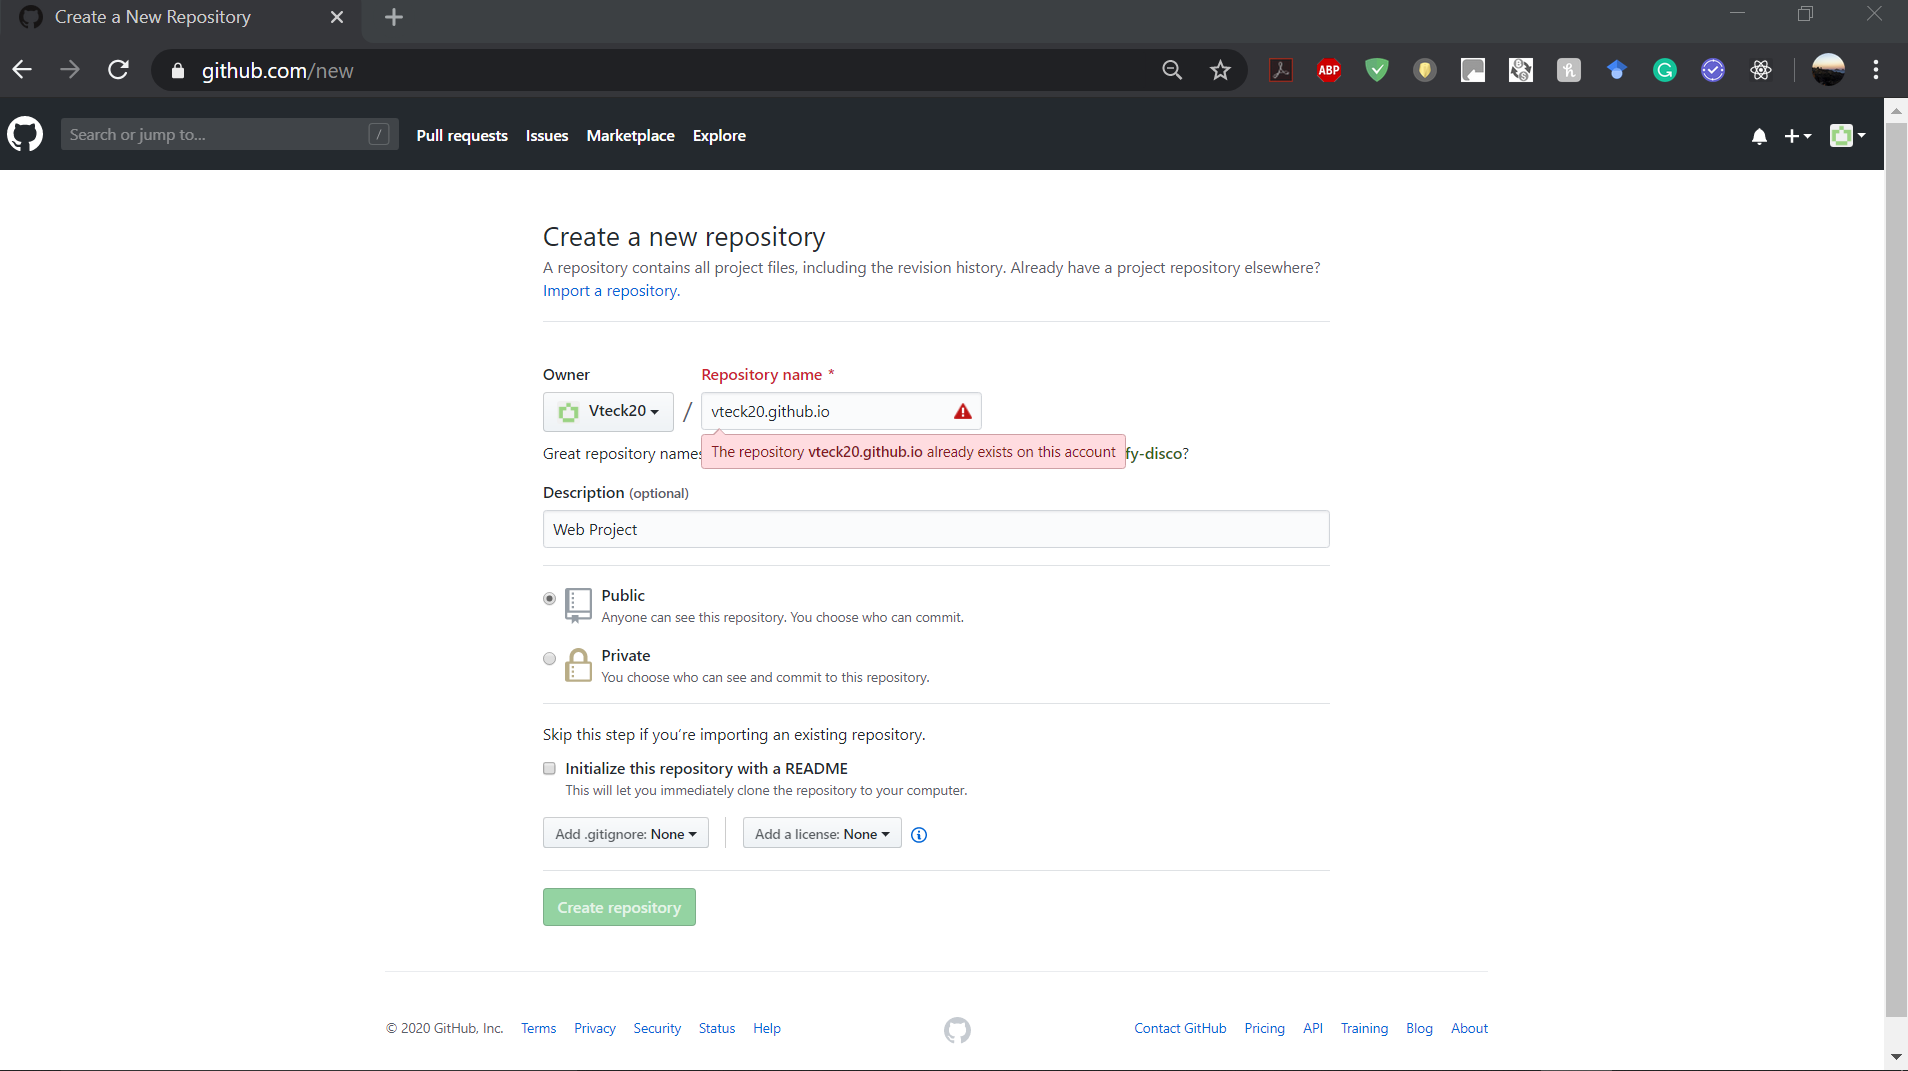 Create a New Repository
github.com/new
ABP
Search or jump to...
/
Pull requests Issues Marketplace Explore
Create a new repository
A repository contains all project files, including the revision history. Already have a project repository elsewhere?
Import a repository.
Owner
Repository name *
Vteck20
/
vteck20.github.io
The repository vteck20.github.io already exists on this account
Great repository names
fy-disco?
Description (optional)
Web Project
Public
Anyone can see this repository. You choose who can commit.
Private
You choose who can see and commit to this repository.
Skip this step if you’re importing an existing repository.
Initialize this repository with a README
This will let you immediately clone the repository to your computer.
Add .gitignore: None
Add a license: None
Create repository
© 2020 GitHub, Inc. Terms Privacy Security Status Help
Contact GitHub Pricing API Training Blog About